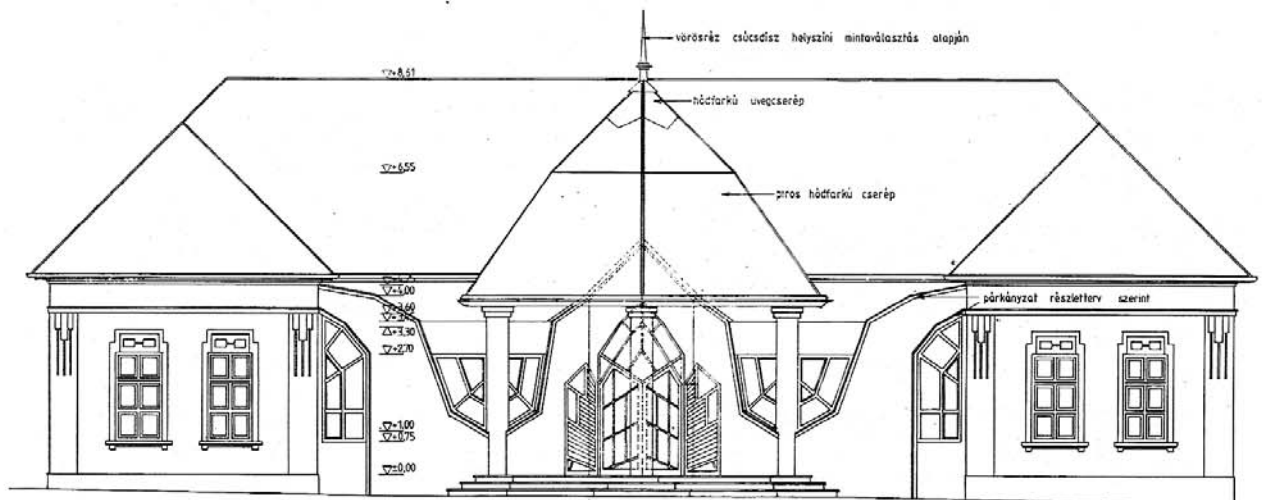 vörösréz csúcsdísz helyszíni mintaválasztás alapján
+8,51
hódfarkú üvegcserép
+6,55
piros hódfarkú cserép
+4,00
párkányzat részletterv szerint
+3,60
+3,30
+2,70
+1,00
+0,75
±0,00